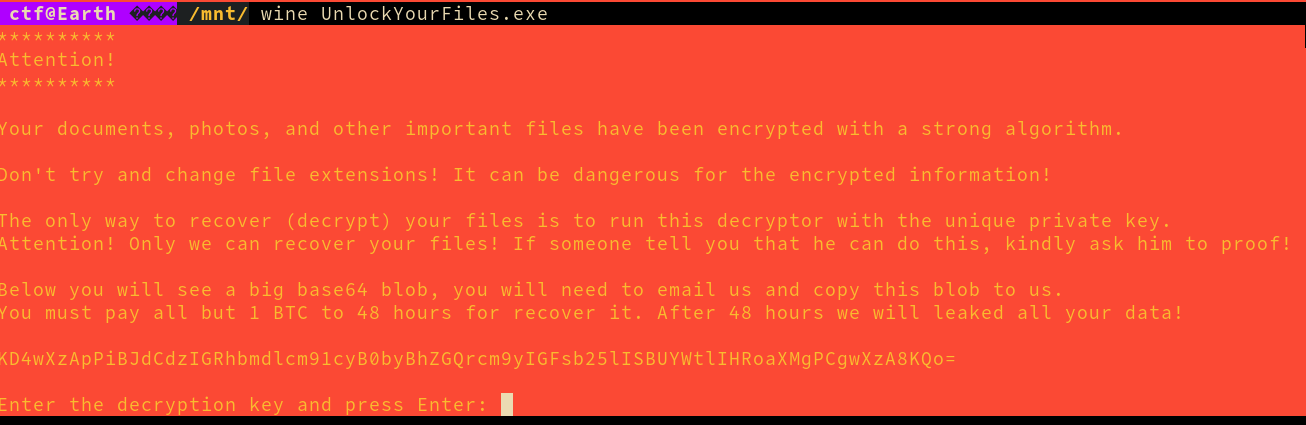 ctf@Earth /mnt/ wine UnlockYourFiles.exe
**********
Attention!
**********
Your documents, photos, and other important files have been encrypted with a strong algorithm.
Don't try and change file extensions! It can be dangerous for the encrypted information!
The only way to recover (decrypt) your files is to run this decryptor with the unique private key.
Attention! Only we can recover your files! If someone tell you that he can do this, kindly ask him to proof!
Below you will see a big base64 blob, you will need to email us and copy this blob to us.
You must pay all but 1 BTC to 48 hours for recover it. After 48 hours we will leaked all your data!
KD4wXzApPiBJdCdzIGRhbmdlcm91cyB0byBhZGQrcm9yIGFsb25lISBUYWtlIHRoaXMgPCgwXzA8KQo=
Enter the decryption key and press Enter: